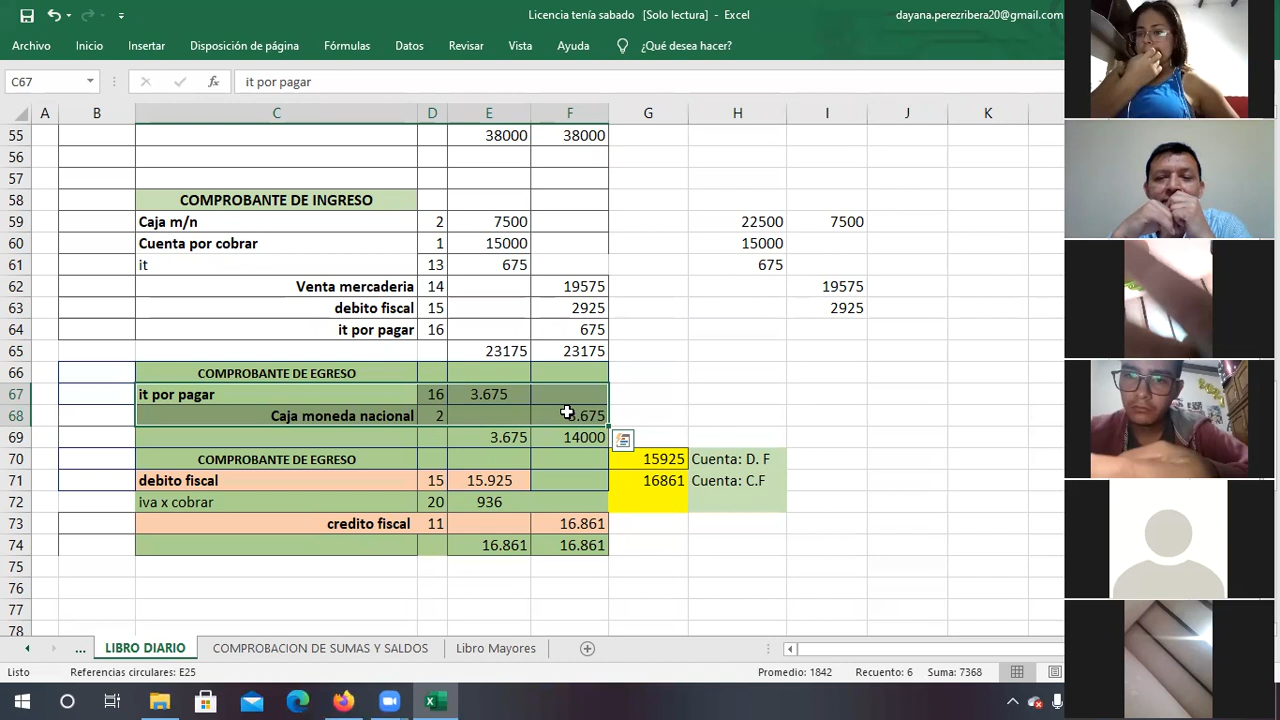 Licencia tenía sabado [Solo lectura] - Excel
dayana.perezribera20@gmail.com
Archivo Inicio Insertar Disposición de página Fórmulas Datos Revisar Vista Ayuda ¿Qué desea hacer?
C67 fx it por pagar
A B C D E F G H I J K
55 38000 38000
56
57
58 COMPROBANTE DE INGRESO
59 Caja m/n 2 7500 22500 7500
60 Cuenta por cobrar 1 15000 15000
61 it 13 675 675
62 Venta mercaderia 14 19575 19575
63 debito fiscal 15 2925 2925
64 it por pagar 16 675
65 23175 23175
66 COMPROBANTE DE EGRESO
67 it por pagar 16 3.675
68 Caja moneda nacional 2 3.675
69 3.675 14000
70 COMPROBANTE DE EGRESO 15925 Cuenta: D. F
71 debito fiscal 15 15.925 16861 Cuenta: C.F
72 iva x cobrar 20 936
73 credito fiscal 11 16.861
74 16.861 16.861
75
76
77
78
... LIBRO DIARIO COMPROBACION DE SUMAS Y SALDOS Libro Mayores
Listo Referencias circulares: E25 Promedio: 1842 Recuento: 6 Suma: 7368